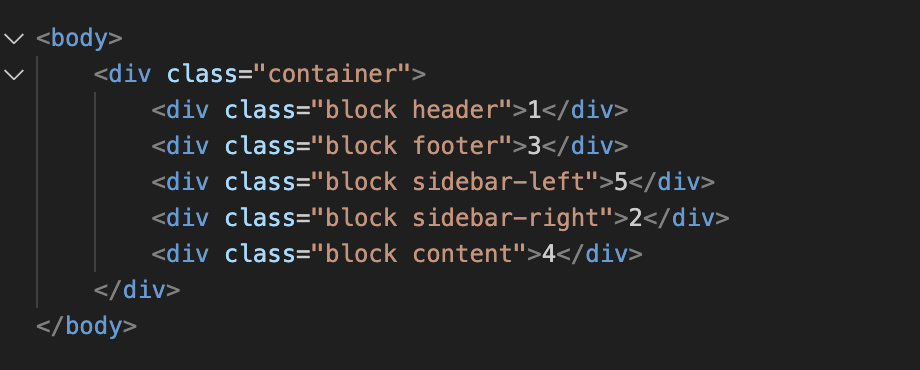 <body>
<div class="container">
<div class="block header">1</div>
<div class="block footer">3</div>
<div class="block sidebar-left">5</div>
<div class="block sidebar-right">2</div>
<div class="block content">4</div>
</div>
</body>